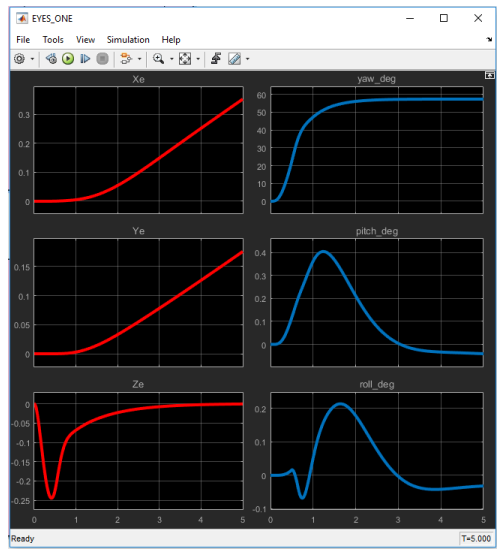 EYES_ONE
File Tools View Simulation Help
Xe
0.3
0.2
0.1
0
yaw_deg
60
50
40
30
20
10
0
Ye
0.15
0.1
0.05
0
pitch_deg
0.4
0.3
0.2
0.1
0
Ze
0
-0.05
-0.1
-0.15
-0.2
-0.25
0 1 2 3 4 5
roll_deg
0.2
0.1
0
-0.1
0 1 2 3 4 5
Ready T=5.000